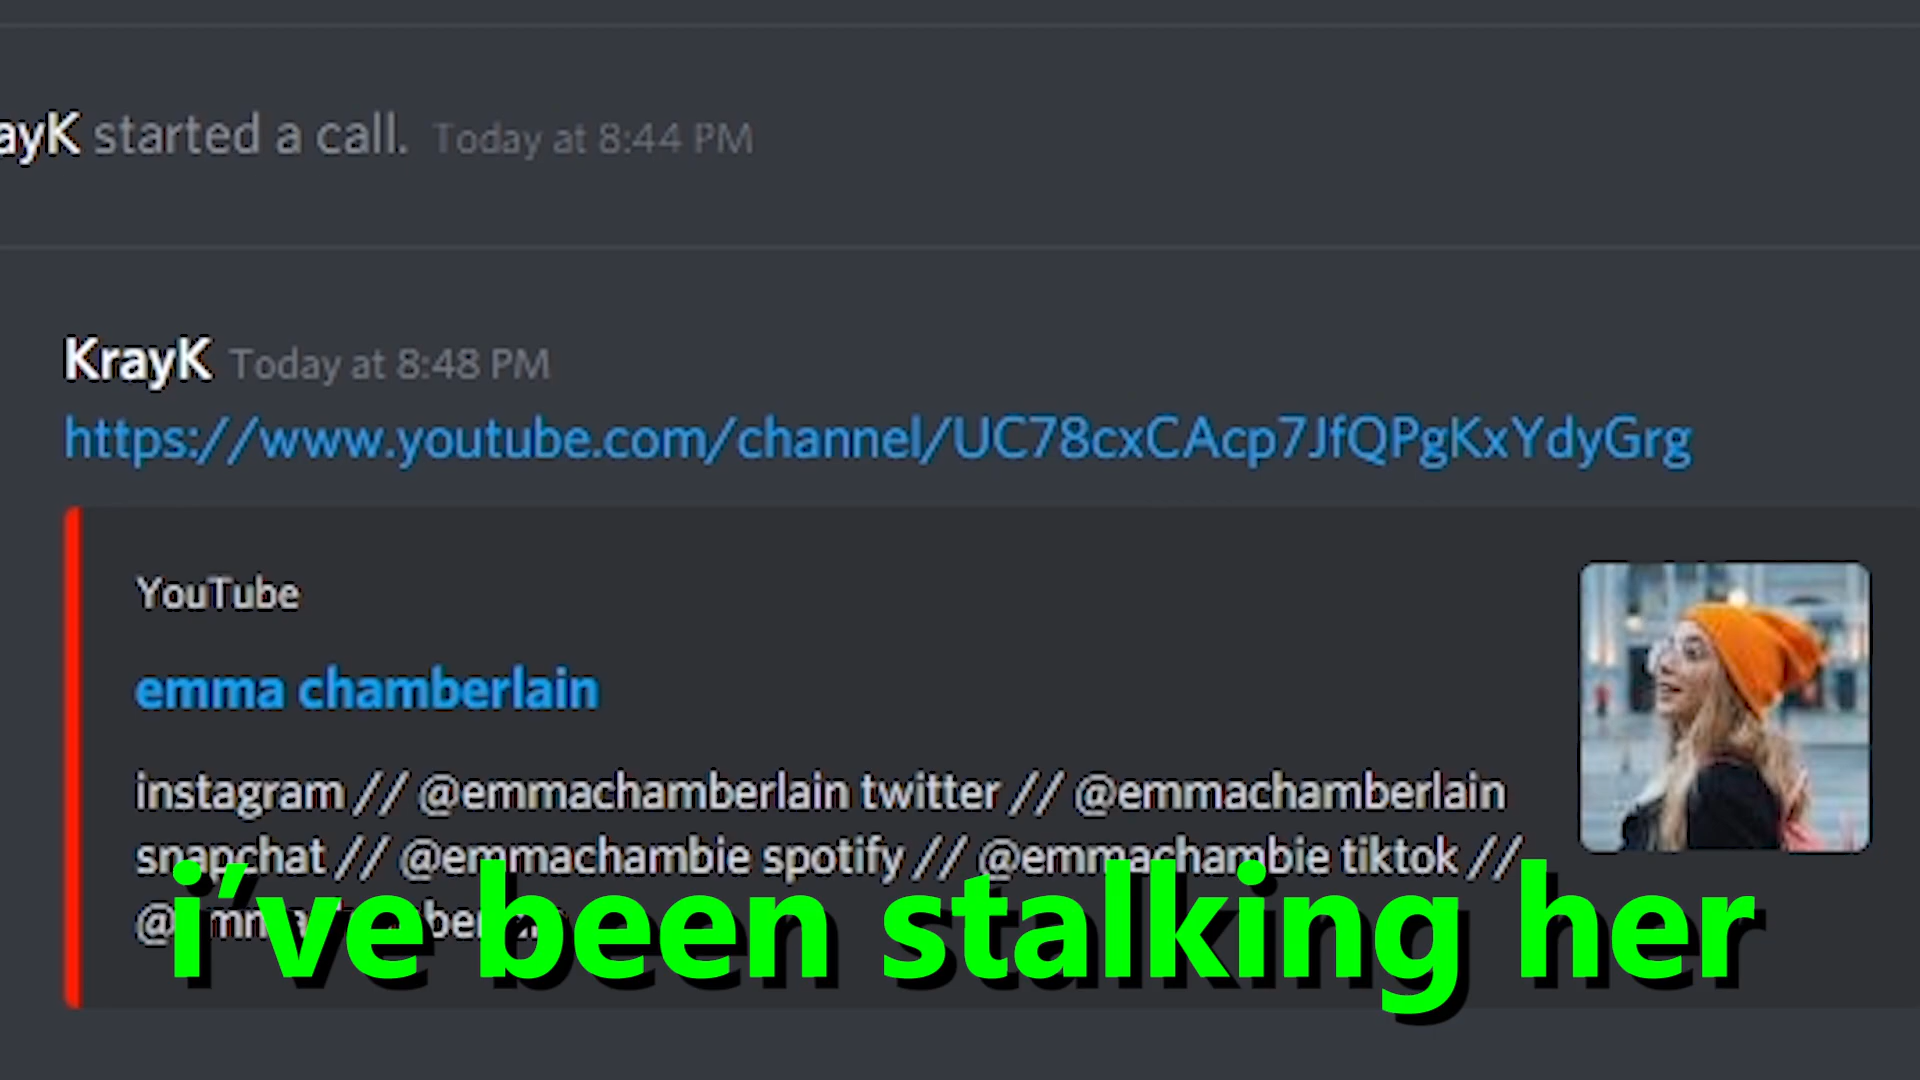 ayK started a call. Today at 8:44 PM
KrayK Today at 8:48 PM
https://www.youtube.com/channel/UC78cxCAcp7JfQPgKxYdyGrg
YouTube
emma chamberlain
instagram // @emmachamberlain twitter // @emmachamberlain
snapchat // @emmachambie spotify // @emmachambie tiktok //
i've been stalking her